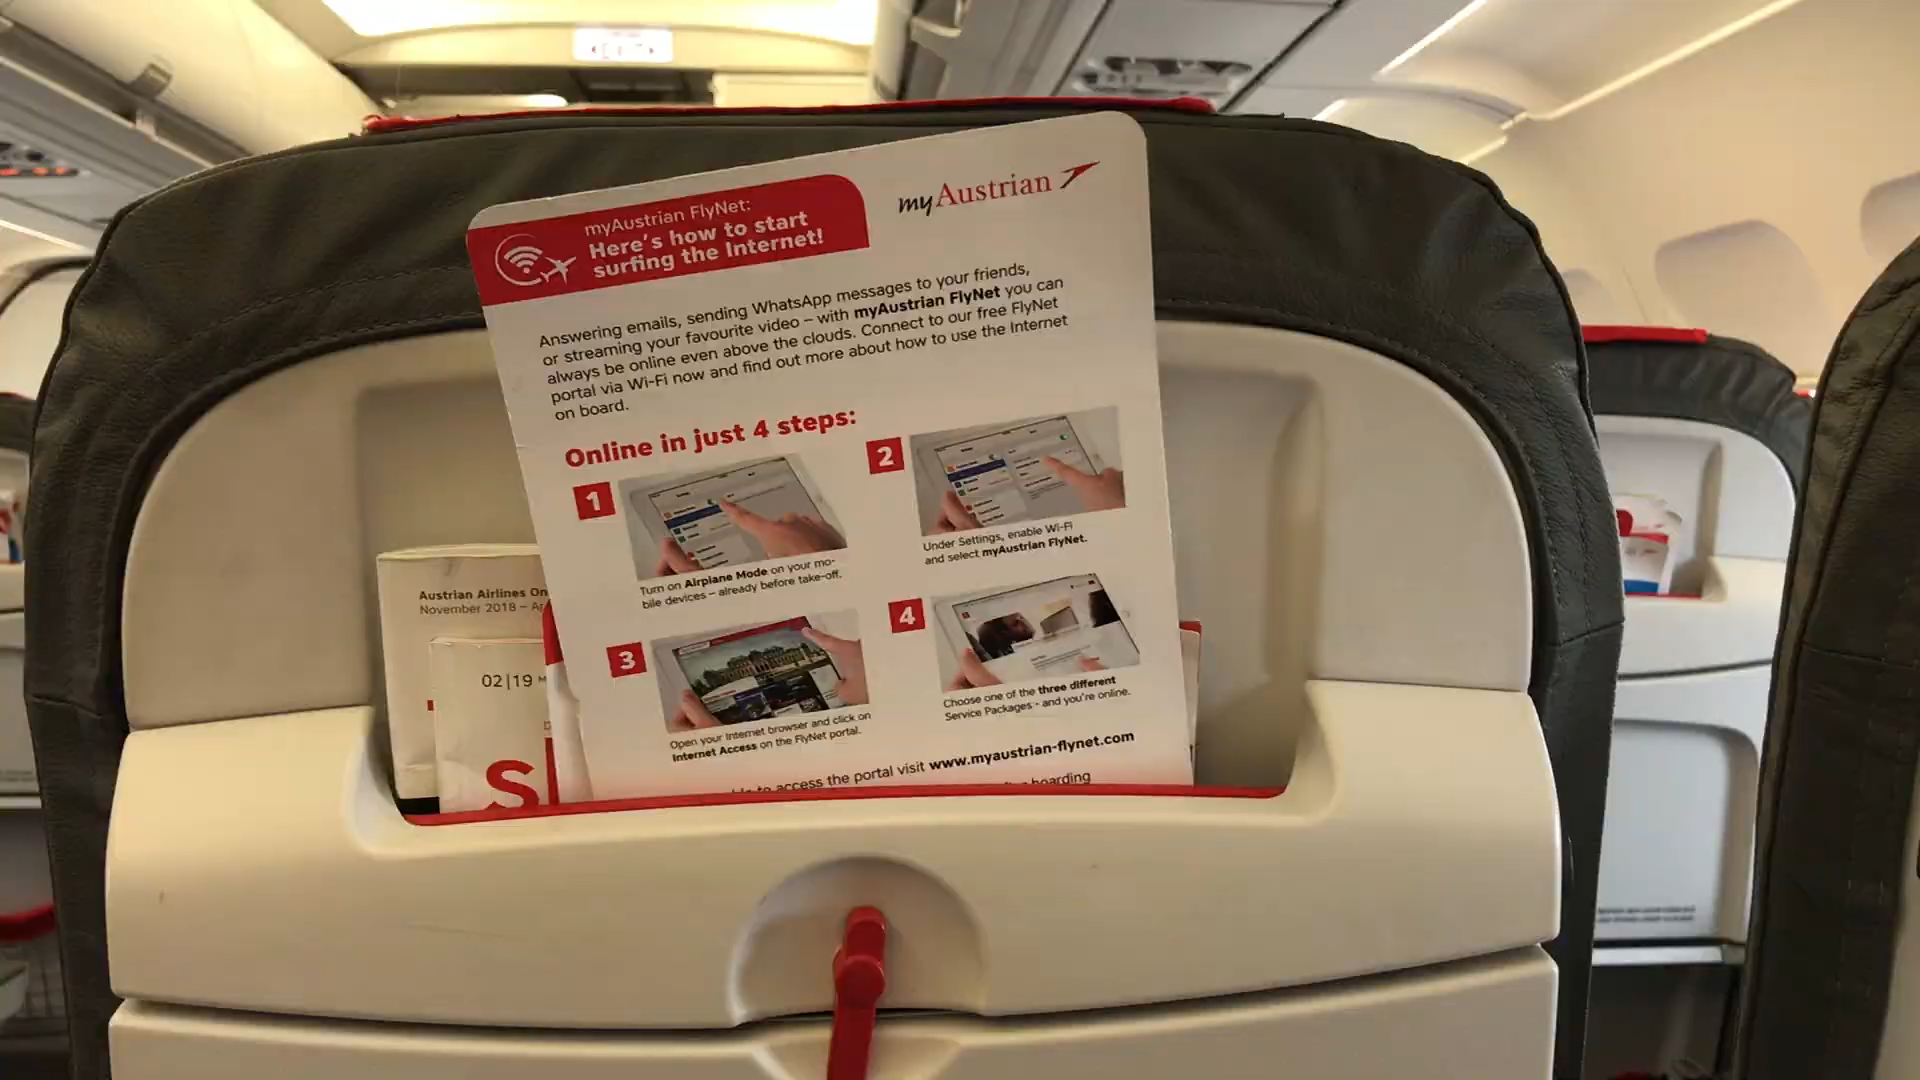 myAustrian FlyNet:
Here's how to start
surfing the Internet!
myAustrian
Answering emails, sending WhatsApp messages to your friends,
or streaming your favourite video – with myAustrian FlyNet you can
always be online even above the clouds. Connect to our free FlyNet
portal via Wi-Fi now and find out more about how to use the Internet
on board.
Online in just 4 steps:
1
Turn on Airplane Mode on your mo-
bile devices – already before take-off.
2
Under Settings, enable Wi-Fi
and select myAustrian FlyNet.
3
Open your Internet browser and click on
Internet Access on the FlyNet portal.
4
Choose one of the three different
Service Packages - and you're online.
to access the portal visit www.myaustrian-flynet.com
boarding
Austrian Airlines On
November 2018 –
02|19
S